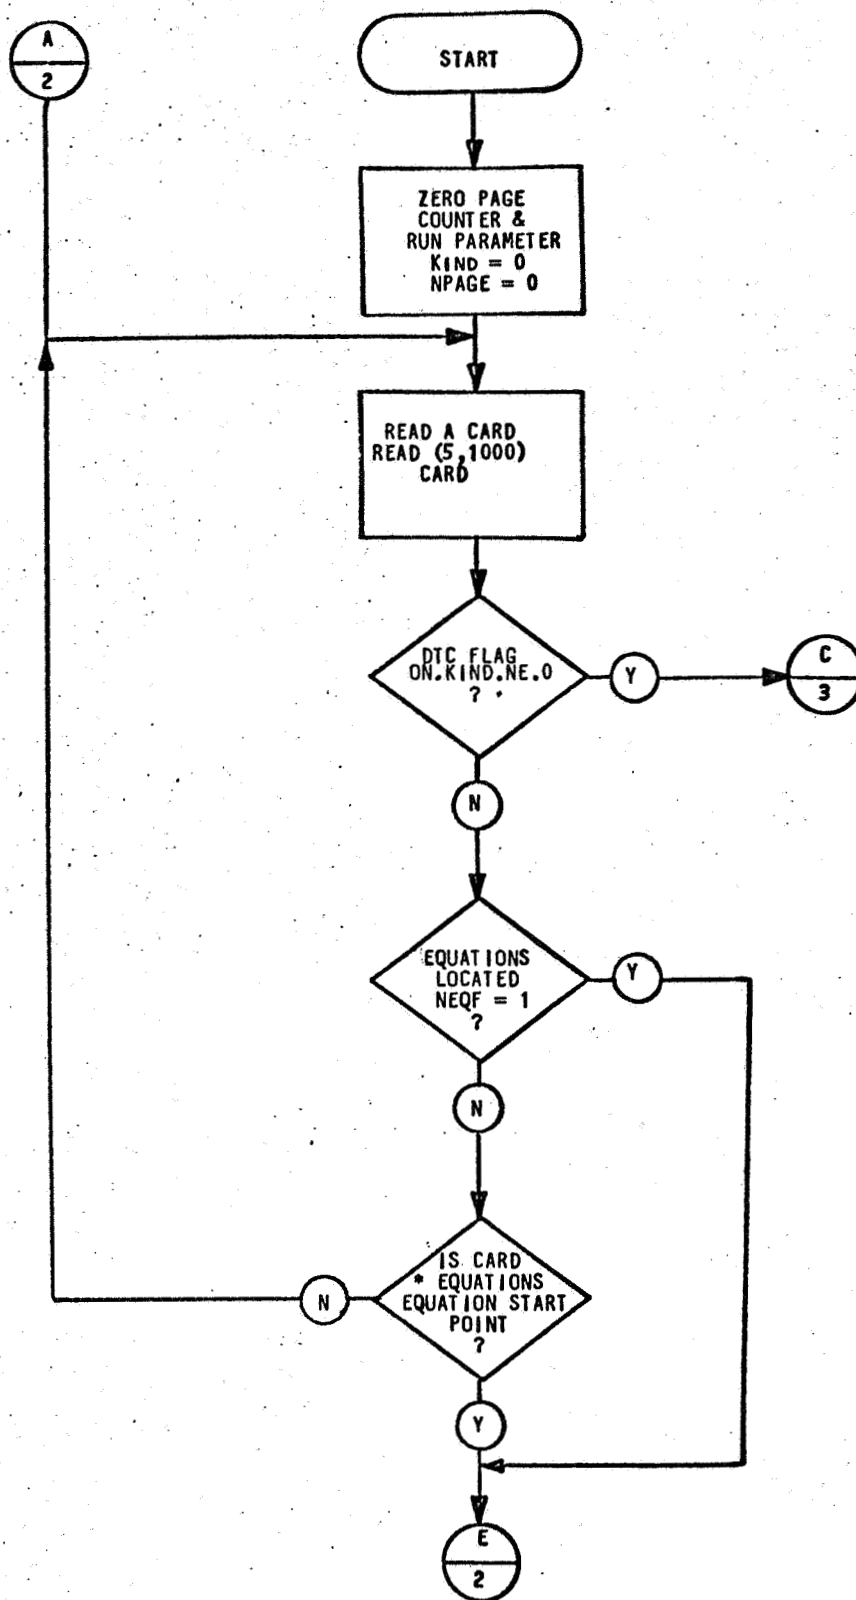 A
2
START
ZERO PAGE
COUNTER &
RUN PARAMETER
KIND = 0
NPAGE = 0
READ A CARD
READ (5,1000)
CARD
DTC FLAG
ON.KIND.NE.0
?
Y
C
3
N
EQUATIONS
LOCATED
NEQF = 1
?
Y
N
IS CARD
* EQUATIONS
EQUATION START
POINT
?
N
Y
E
2